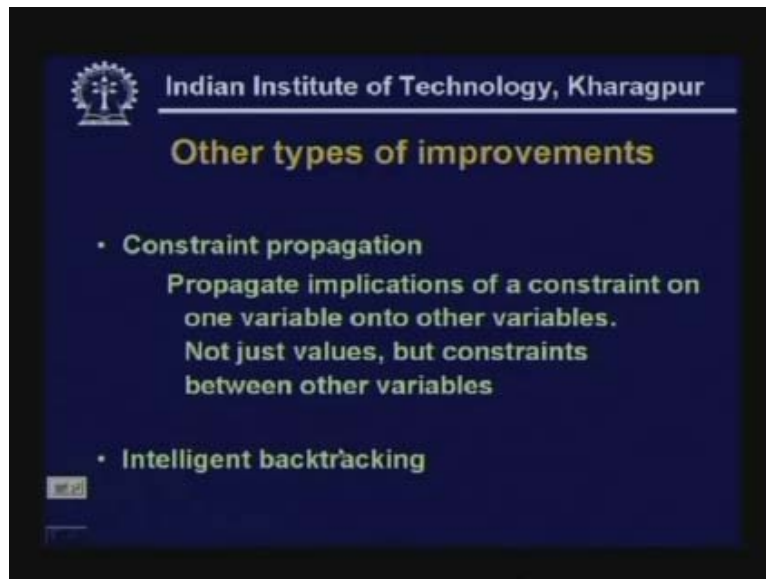 Indian Institute of Technology, Kharagpur
Other types of improvements
• Constraint propagation
Propagate implications of a constraint on
one variable onto other variables.
Not just values, but constraints
between other variables
• Intelligent backtracking